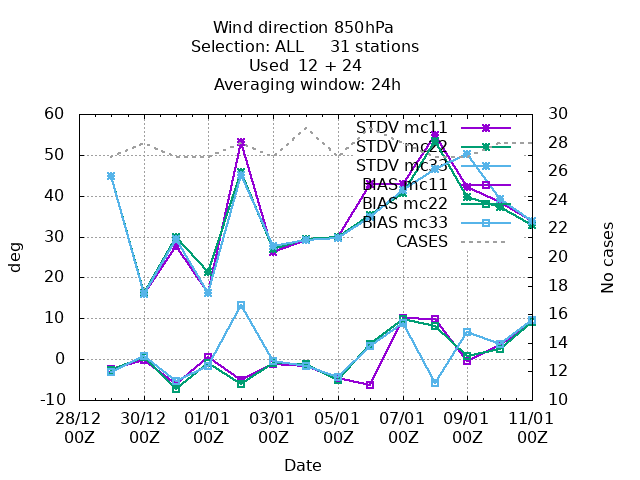 Wind direction 850hPa
Selection: ALL 31 stations
Used 12 + 24
Averaging window: 24h
60 30
50 28
40 26
30 24
20 22
10 20
0 18
-10 16
14
12
10
deg
No cases
STDV mc11
STDV mc22
STDV mc33
BIAS mc11
BIAS mc22
BIAS mc33
CASES
28/12 30/12 01/01 03/01 05/01 07/01 09/01 11/01
00Z 00Z 00Z 00Z 00Z 00Z 00Z 00Z
Date